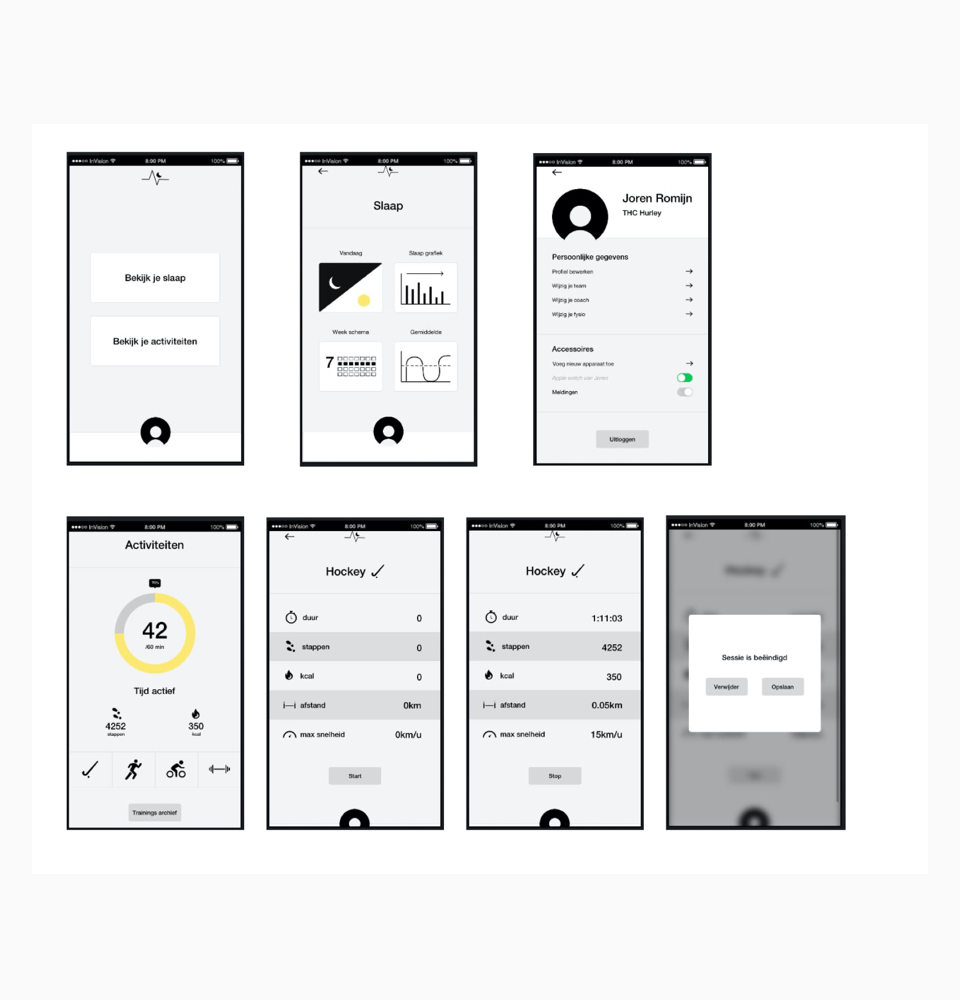 InVision 8:00 PM 100%
Bekijk je slaap
Bekijk je activiteiten
InVision 8:00 PM 100%
Slaap
Vandaag Slaap grafiek
Week schema Gemiddelde
7
InVision 8:00 PM 100%
Joren Romijn
THC Hurley
Persoonlijke gegevens
Profiel bewerken
Wijzig je team
Wijzig je coach
Wijzig je fysio
Accessoires
Voeg nieuw apparaat toe
Apple watch van Joren
Meldingen
Uitloggen
InVision 8:00 PM 100%
Activiteiten
42
/60 min
Tijd actief
4252 350
stappen kcal
Trainings archief
InVision 8:00 PM 100%
Hockey
duur 0
stappen 0
kcal 0
afstand 0km
max snelheid 0km/u
Start
InVision 8:00 PM 100%
Hockey
duur 1:11:03
stappen 4252
kcal 350
afstand 0.05km
max snelheid 15km/u
Stop
InVision 8:00 PM 100%
Sessie is beëindigd
Verwijder Opslaan